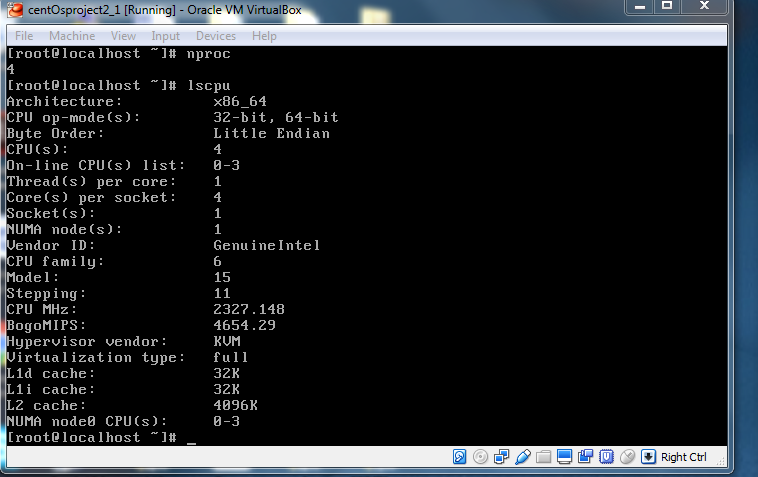 centOsproject2_1 [Running] - Oracle VM VirtualBox
File Machine View Input Devices Help
[root@localhost ~]# nproc
4
[root@localhost ~]# lscpu
Architecture: x86_64
CPU op-mode(s): 32-bit, 64-bit
Byte Order: Little Endian
CPU(s): 4
On-line CPU(s) list: 0-3
Thread(s) per core: 1
Core(s) per socket: 4
Socket(s): 1
NUMA node(s): 1
Vendor ID: GenuineIntel
CPU family: 6
Model: 15
Stepping: 11
CPU MHz: 2327.148
BogoMIPS: 4654.29
Hypervisor vendor: KVM
Virtualization type: full
L1d cache: 32K
L1i cache: 32K
L2 cache: 4096K
NUMA node0 CPU(s): 0-3
[root@localhost ~]# _
Right Ctrl